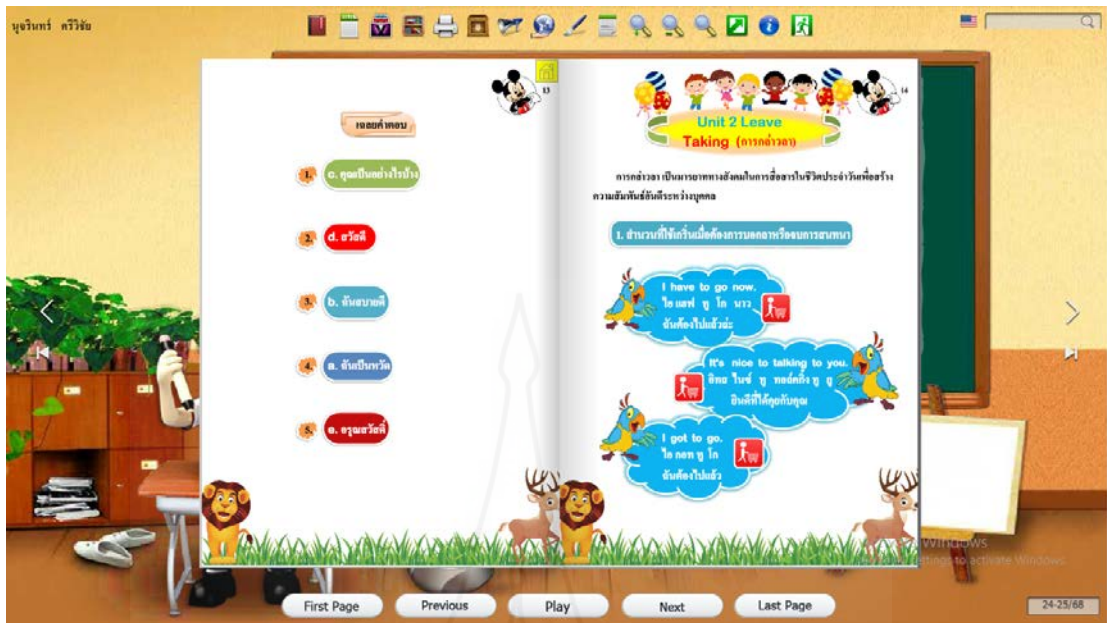 นุจรินทร์ ศรีวิชัย
13
เฉลยคำตอบ
1. c. คุณเป็นอย่างไรบ้าง
2. d. สวัสดี
3. b. ฉันสบายดี
4. a. ฉันเป็นหวัด
5. e. อรุณสวัสดิ์
14
Unit 2 Leave
Taking (การกล่าวลา)
การกล่าวลา เป็นมารยาททางสังคมในการสื่อสารในชีวิตประจำวันเพื่อสร้าง
ความสัมพันธ์อันดีระหว่างบุคคล
1. สำนวนที่ใช้เกริ่นเมื่อต้องการบอกลาหรือจบการสนทนา
I have to go now.
ไอ แฮฟ ทู โก นาว
ฉันต้องไปแล้วล่ะ
It's nice to talking to you.
อิทส ไนซ์ ทู ทอล์คกิ้ง ทู ยู
ยินดีที่ได้คุยกับคุณ
I got to go.
ไอ กอท ทู โก
ฉันต้องไปแล้ว
First Page
Previous
Play
Next
Last Page
24-25/68